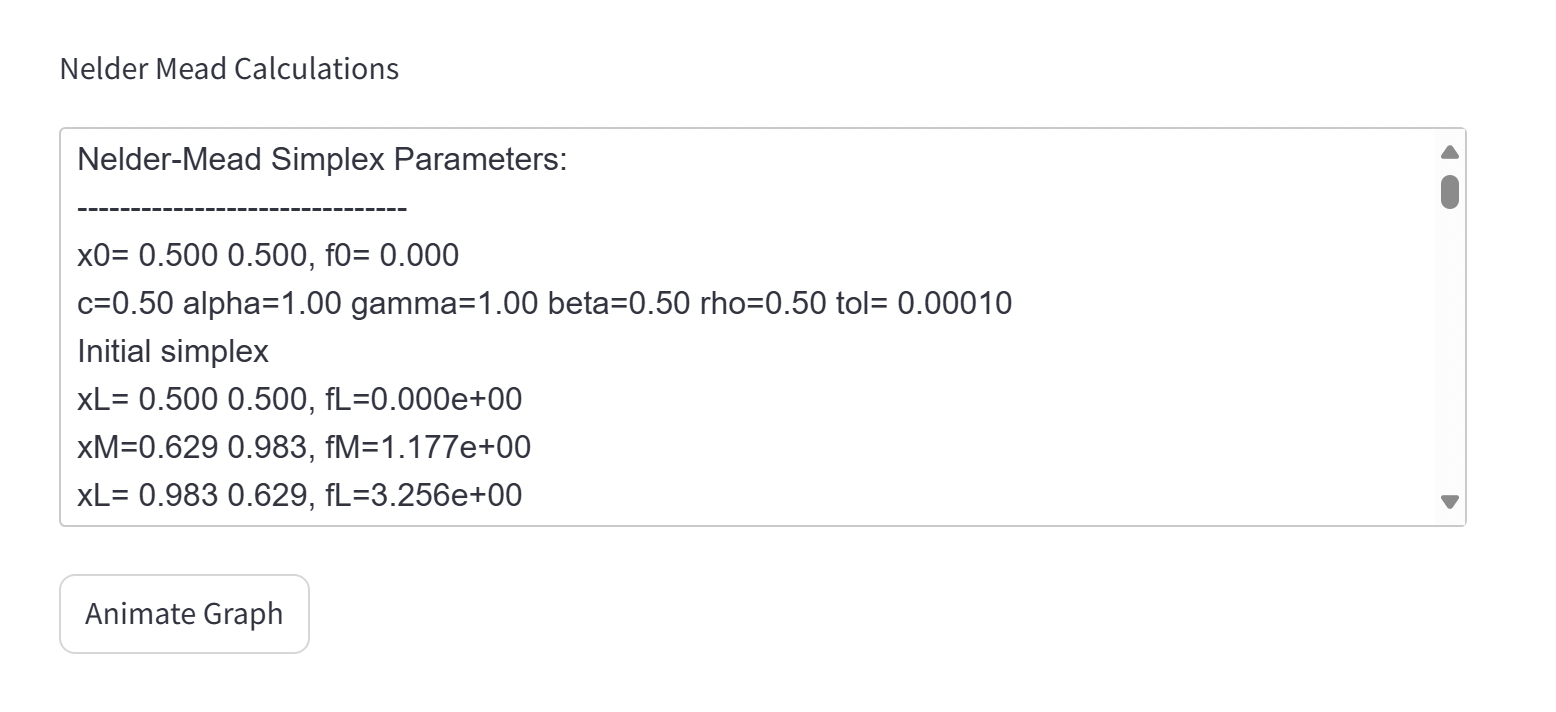 Nelder Mead Calculations
Nelder-Mead Simplex Parameters:
-------------------------------
x0= 0.500 0.500, f0= 0.000
c=0.50 alpha=1.00 gamma=1.00 beta=0.50 rho=0.50 tol= 0.00010
Initial simplex
xL= 0.500 0.500, fL=0.000e+00
xM=0.629 0.983, fM=1.177e+00
xL= 0.983 0.629, fL=3.256e+00
Animate Graph